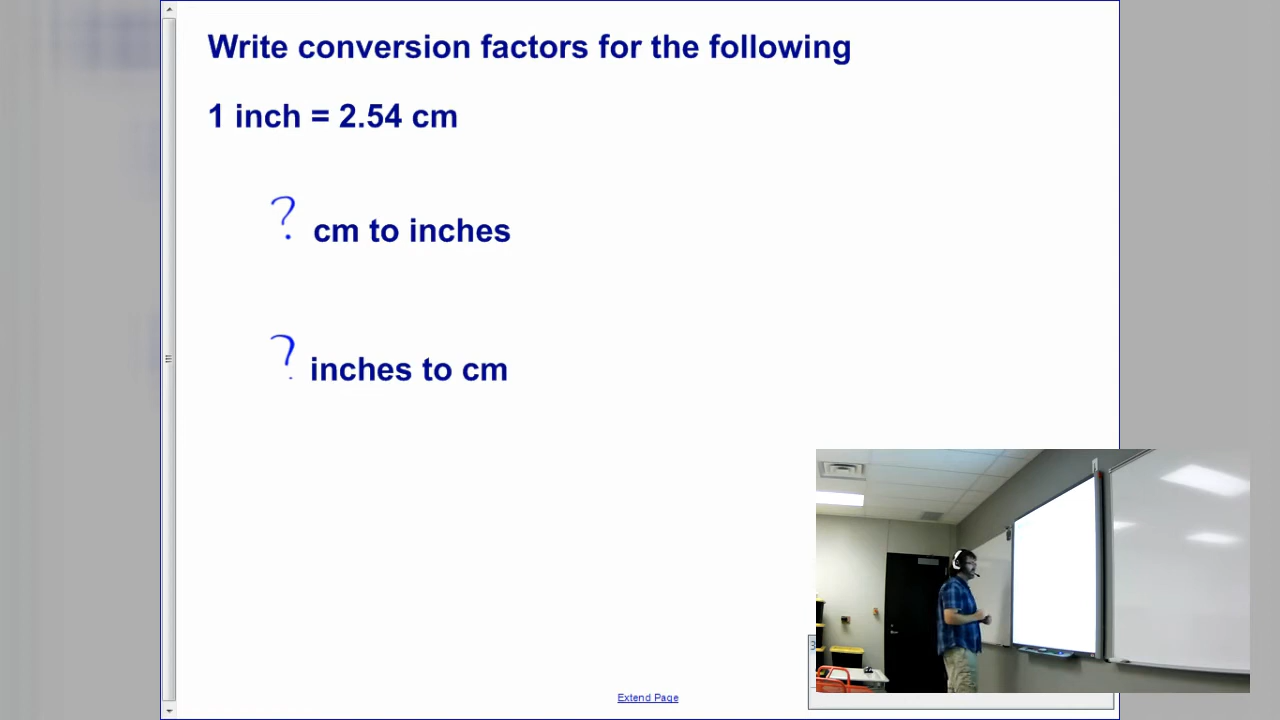 Write conversion factors for the following
1 inch = 2.54 cm
? cm to inches
? inches to cm
Extend Page